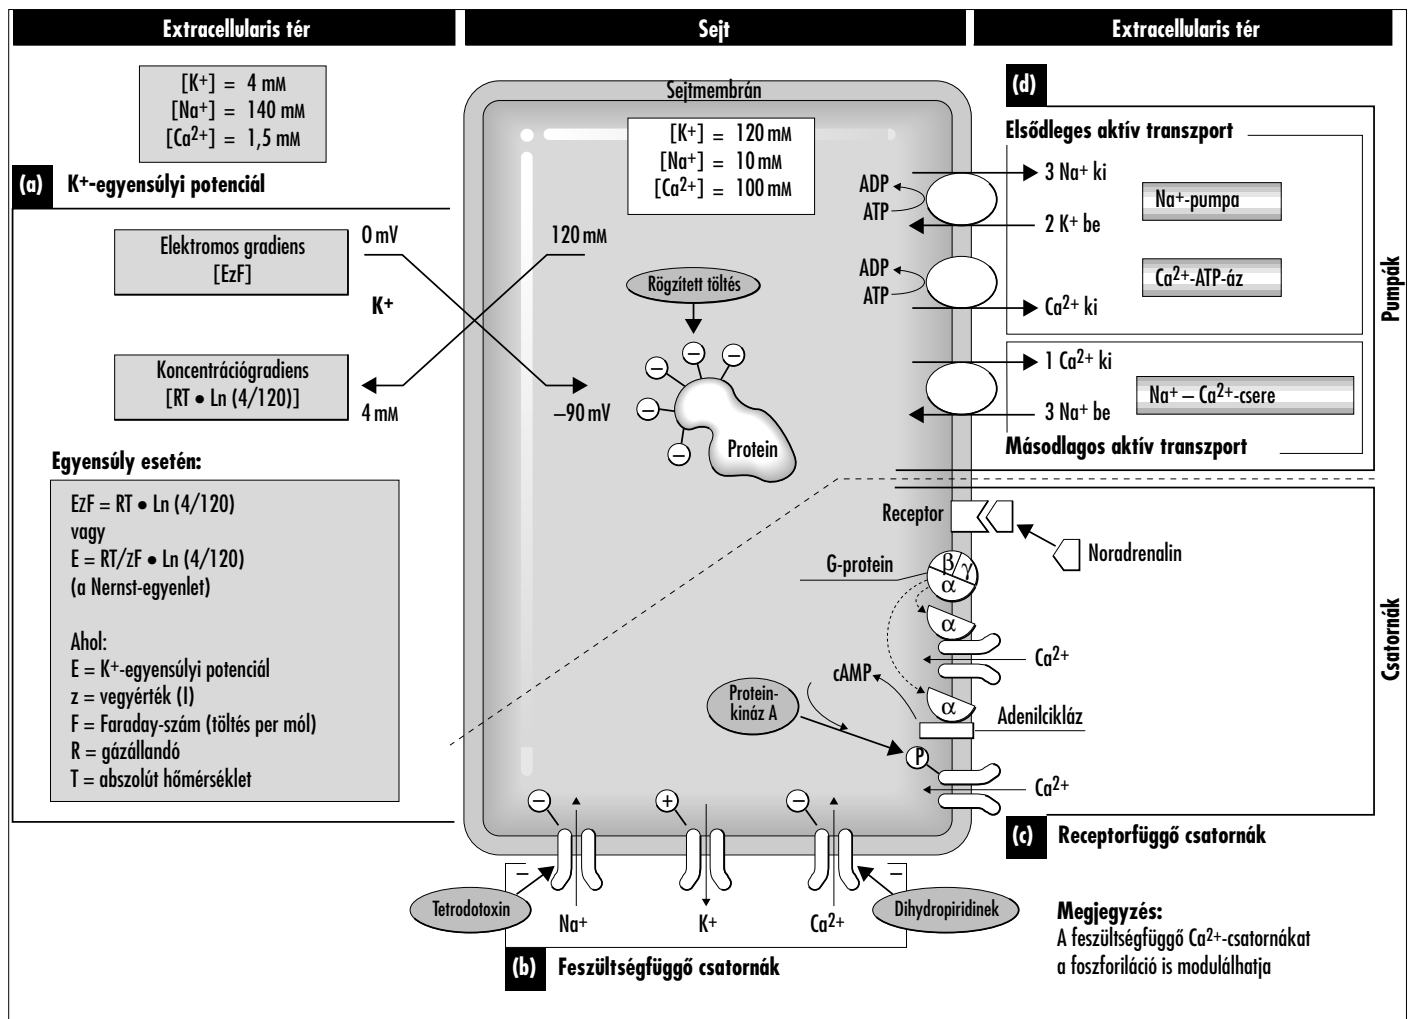 Extracellularis tér
Sejt
Extracellularis tér
[K+] = 4 mM
[Na+] = 140 mM
[Ca2+] = 1,5 mM
(a) K+-egyensúlyi potenciál
Elektromos gradiens
[EzF]
0 mV
K+
120 mM
Koncentrációgradiens
[RT • Ln (4/120)]
4 mM
–90 mV
Egyensúly esetén:
EzF = RT • Ln (4/120)
vagy
E = RT/zF • Ln (4/120)
(a Nernst-egyenlet)
Ahol:
E = K+-egyensúlyi potenciál
z = vegyérték (I)
F = Faraday-szám (töltés per mól)
R = gázállandó
T = abszolút hőmérséklet
Sejtmembrán
[K+] = 120 mM
[Na+] = 10 mM
[Ca2+] = 100 mM
Rögzített töltés
– – – – –
Protein
(d)
Elsődleges aktív transzport
ADP
ATP
3 Na+ ki
2 K+ be
Na+-pumpa
ADP
ATP
Ca2+ ki
Ca2+-ATP-áz
1 Ca2+ ki
3 Na+ be
Na+ – Ca2+-csere
Másodlagos aktív transzport
Pumpák
Receptor
Noradrenalin
G-protein
β/γ
α
α
Ca2+
cAMP
α
Adenilcikláz
Protein-
kináz A
P
Ca2+
Csatornák
(c) Receptorfüggő csatornák
– + –
– –
Tetrodotoxin
Na+
K+
Ca2+
Dihydropiridinek
(b) Feszültségfüggő csatornák
Megjegyzés:
A feszültségfüggő Ca2+-csatornákat
a foszforiláció is modulálhatja